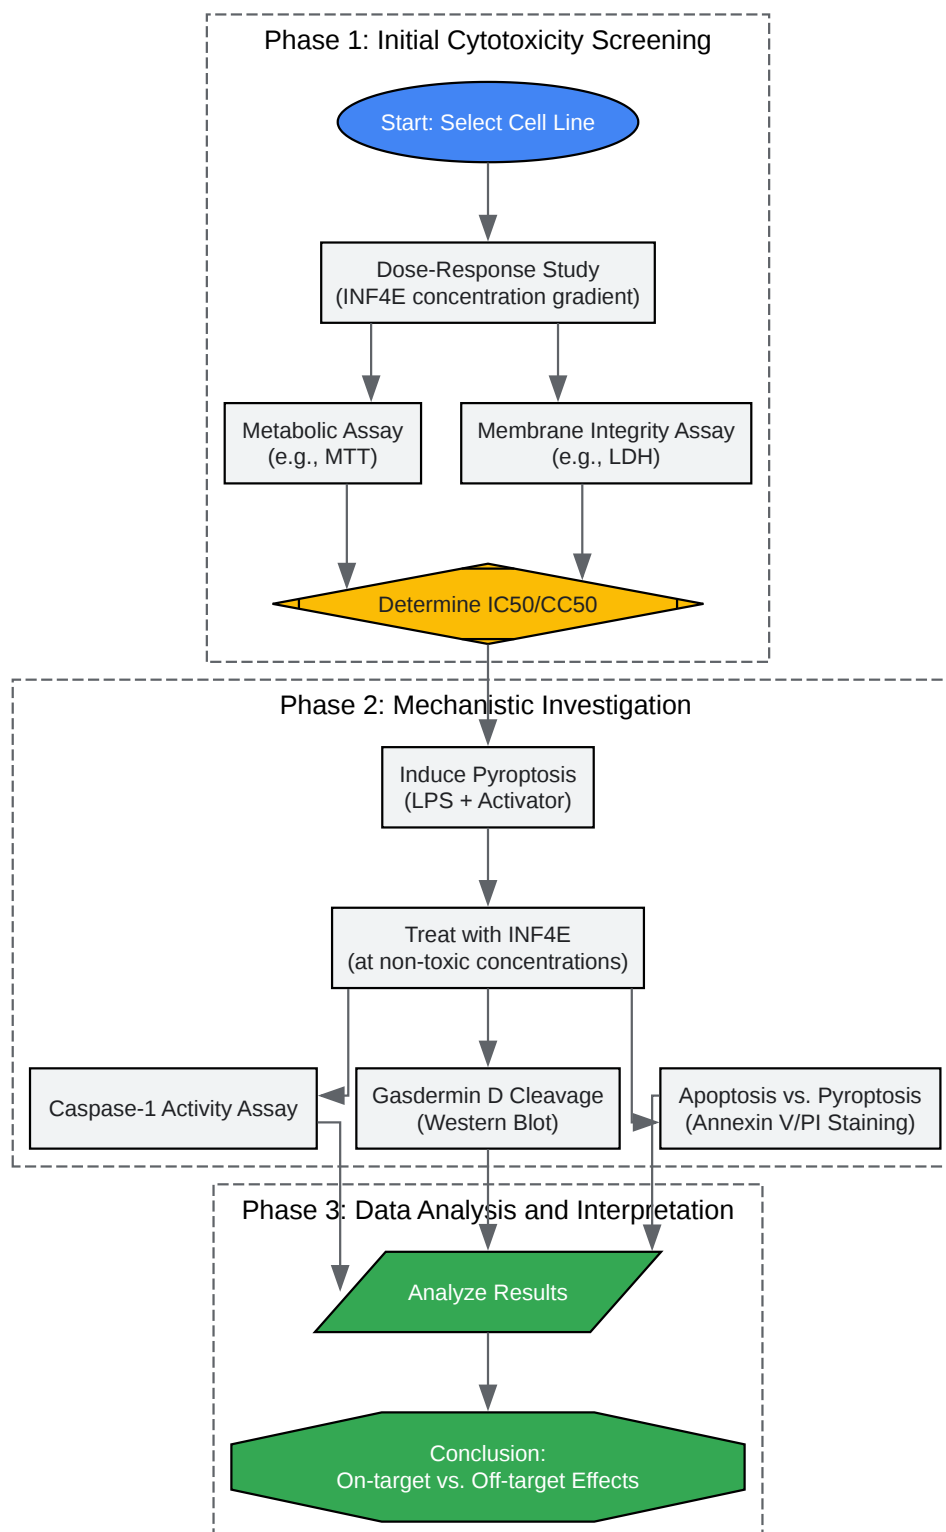 Phase 1: Initial Cytotoxicity Screening
Start: Select Cell Line
Dose-Response Study
(INF4E concentration gradient)
Metabolic Assay
(e.g., MTT)
Membrane Integrity Assay
(e.g., LDH)
Determine IC50/CC50
Phase 2: Mechanistic Investigation
Induce Pyroptosis
(LPS + Activator)
Treat with INF4E
(at non-toxic concentrations)
Caspase-1 Activity Assay
Gasdermin D Cleavage
(Western Blot)
Apoptosis vs. Pyroptosis
(Annexin V/PI Staining)
Phase 3: Data Analysis and Interpretation
Analyze Results
Conclusion:
On-target vs. Off-target Effects